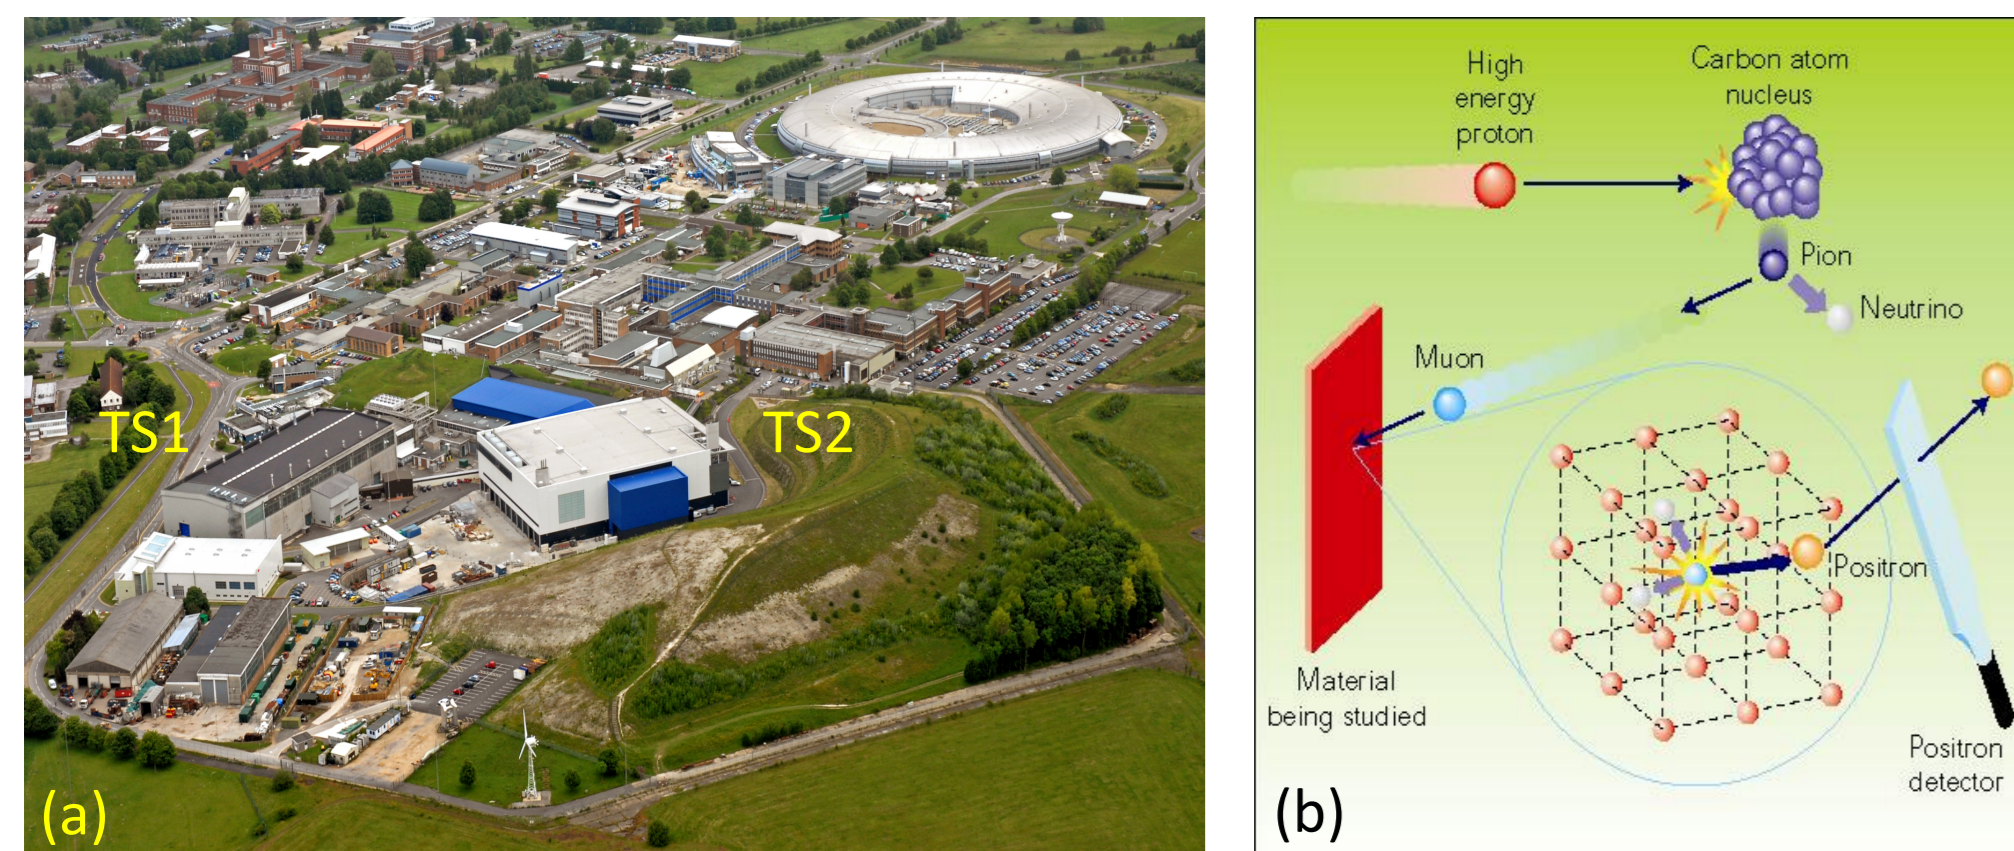 TS1
TS2
(a)
High
energy
proton
Carbon atom
nucleus
Pion
Neutrino
Muon
Positron
Material
being studied
Positron
detector
(b)